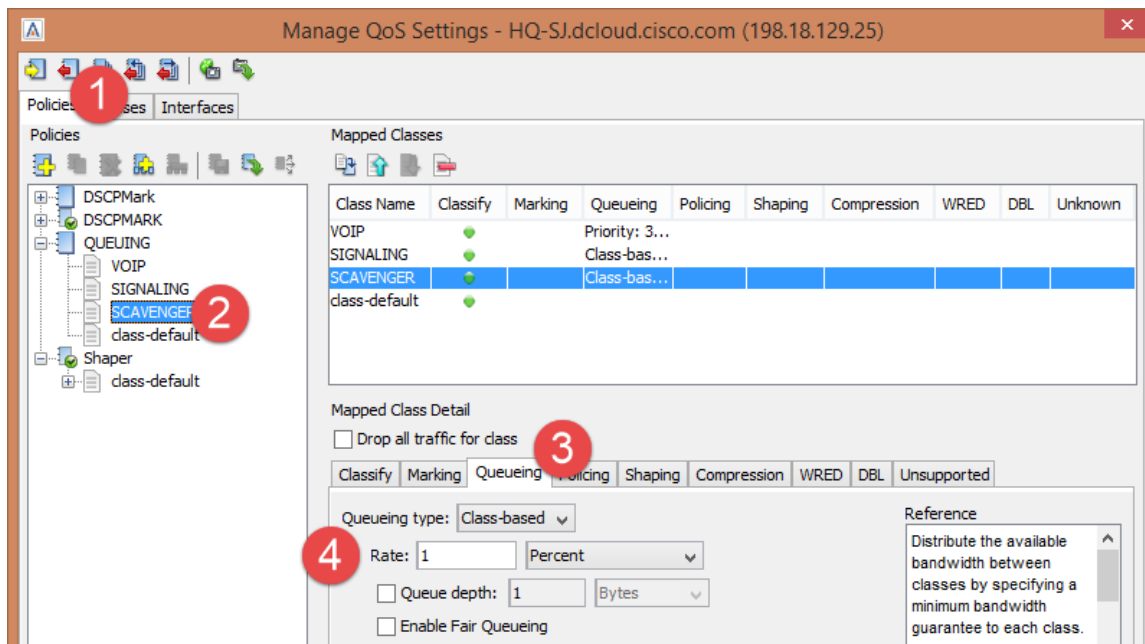 Manage QoS Settings - HQ-SJ.dcloud.cisco.com (198.18.129.25)
1
Policies Interfaces
Policies
DSCPMark
DSCPMARK
QUEUING
VOIP
SIGNALING
SCAVENGER
2
class-default
Shaper
class-default
Mapped Classes
Class Name Classify Marking Queueing Policing Shaping Compression WRED DBL Unknown
VOIP Priority: 3...
SIGNALING Class-bas...
SCAVENGER Class-bas...
class-default
Mapped Class Detail
Drop all traffic for class
3
Classify Marking Queueing Policing Shaping Compression WRED DBL Unsupported
Queueing type: Class-based
4
Rate: 1 Percent
Queue depth: 1 Bytes
Enable Fair Queueing
Reference
Distribute the available
bandwidth between
classes by specifying a
minimum bandwidth
guarantee to each class.